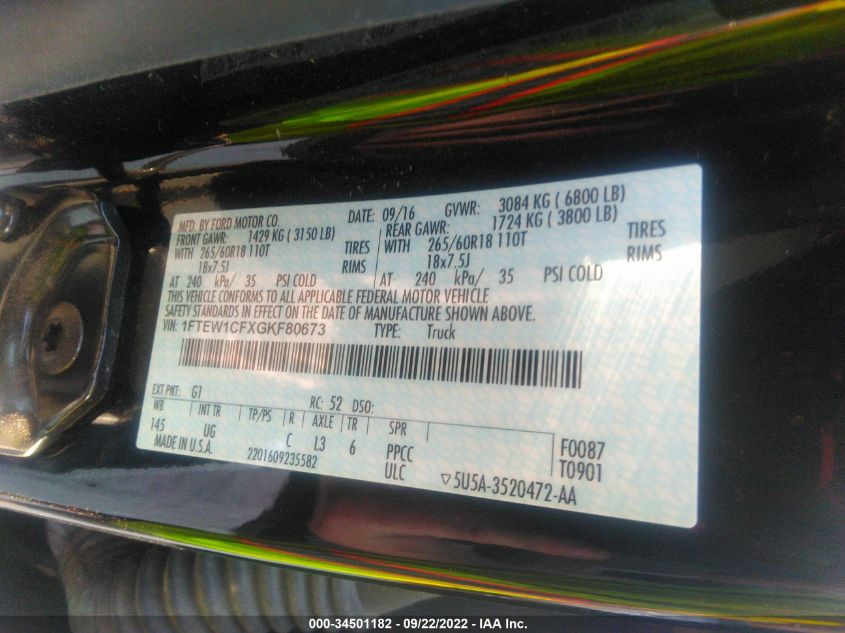 MFD. BY FORD MOTOR CO. DATE: 09/16 GVWR: 3084 KG ( 6800 LB)
FRONT GAWR: 1429 KG ( 3150 LB) REAR GAWR: 1724 KG ( 3800 LB)
WITH 265/60R18 110T TIRES WITH 265/60R18 110T TIRES
18x7.5J RIMS 18x7.5J RIMS
AT 240 kPa/ 35 PSI COLD AT 240 kPa/ 35 PSI COLD
THIS VEHICLE CONFORMS TO ALL APPLICABLE FEDERAL MOTOR VEHICLE
SAFETY STANDARDS IN EFFECT ON THE DATE OF MANUFACTURE SHOWN ABOVE.
VIN: 1FTEW1CFXGKF80673 TYPE: Truck
EXT PNT: G1 RC: 52 DSO:
WB INT TR TP/PS R AXLE TR SPR
145 UG C L3 6 PPCC F0087
MADE IN U.S.A. 2201609235582 ULC T0901
▽5U5A-3520472-AA
000-34501182 - 09/22/2022 - IAA Inc.